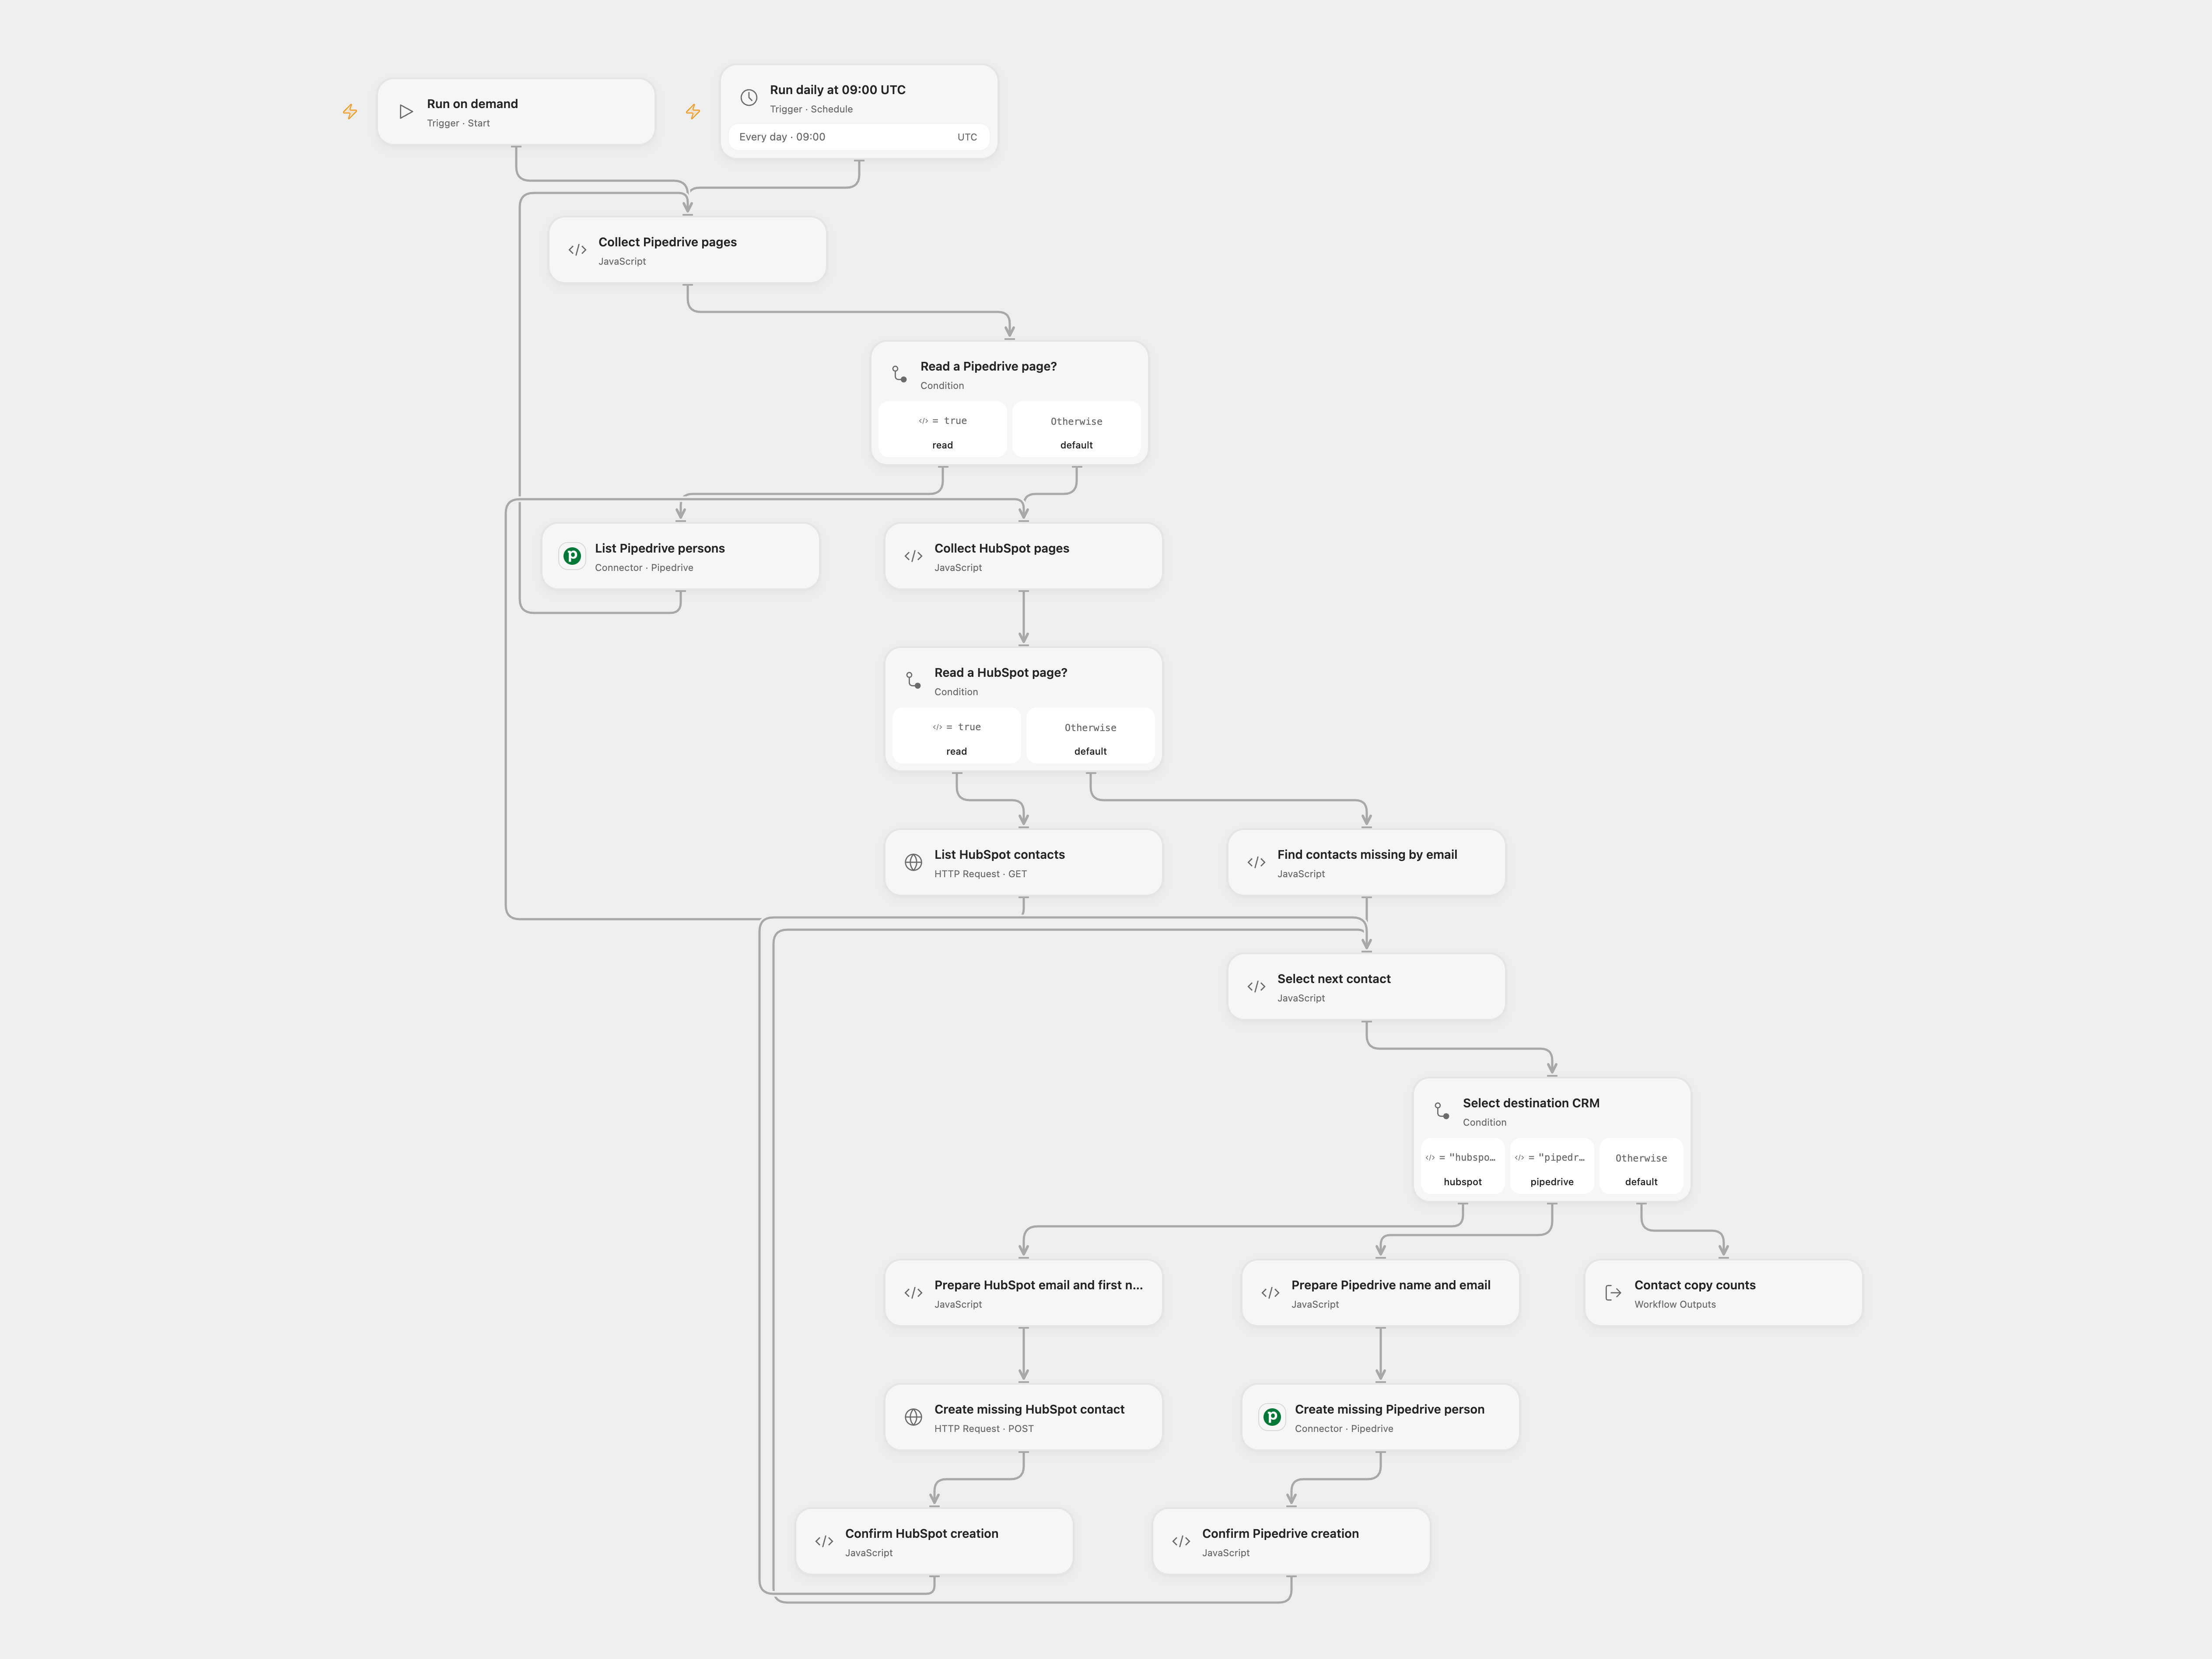 Run on demand
Trigger · Start
Run daily at 09:00 UTC
Trigger · Schedule
Every day · 09:00
UTC
Collect Pipedrive pages
JavaScript
Read a Pipedrive page?
Condition
= true
read
Otherwise
default
List Pipedrive persons
Connector · Pipedrive
Collect HubSpot pages
JavaScript
Read a HubSpot page?
Condition
= true
read
Otherwise
default
List HubSpot contacts
HTTP Request · GET
Find contacts missing by email
JavaScript
Select next contact
JavaScript
Select destination CRM
Condition
= "hubspo…
hubspot
= "pipedr…
pipedrive
Otherwise
default
Prepare HubSpot email and first n…
JavaScript
Prepare Pipedrive name and email
JavaScript
Contact copy counts
Workflow Outputs
Create missing HubSpot contact
HTTP Request · POST
Create missing Pipedrive person
Connector · Pipedrive
Confirm HubSpot creation
JavaScript
Confirm Pipedrive creation
JavaScript